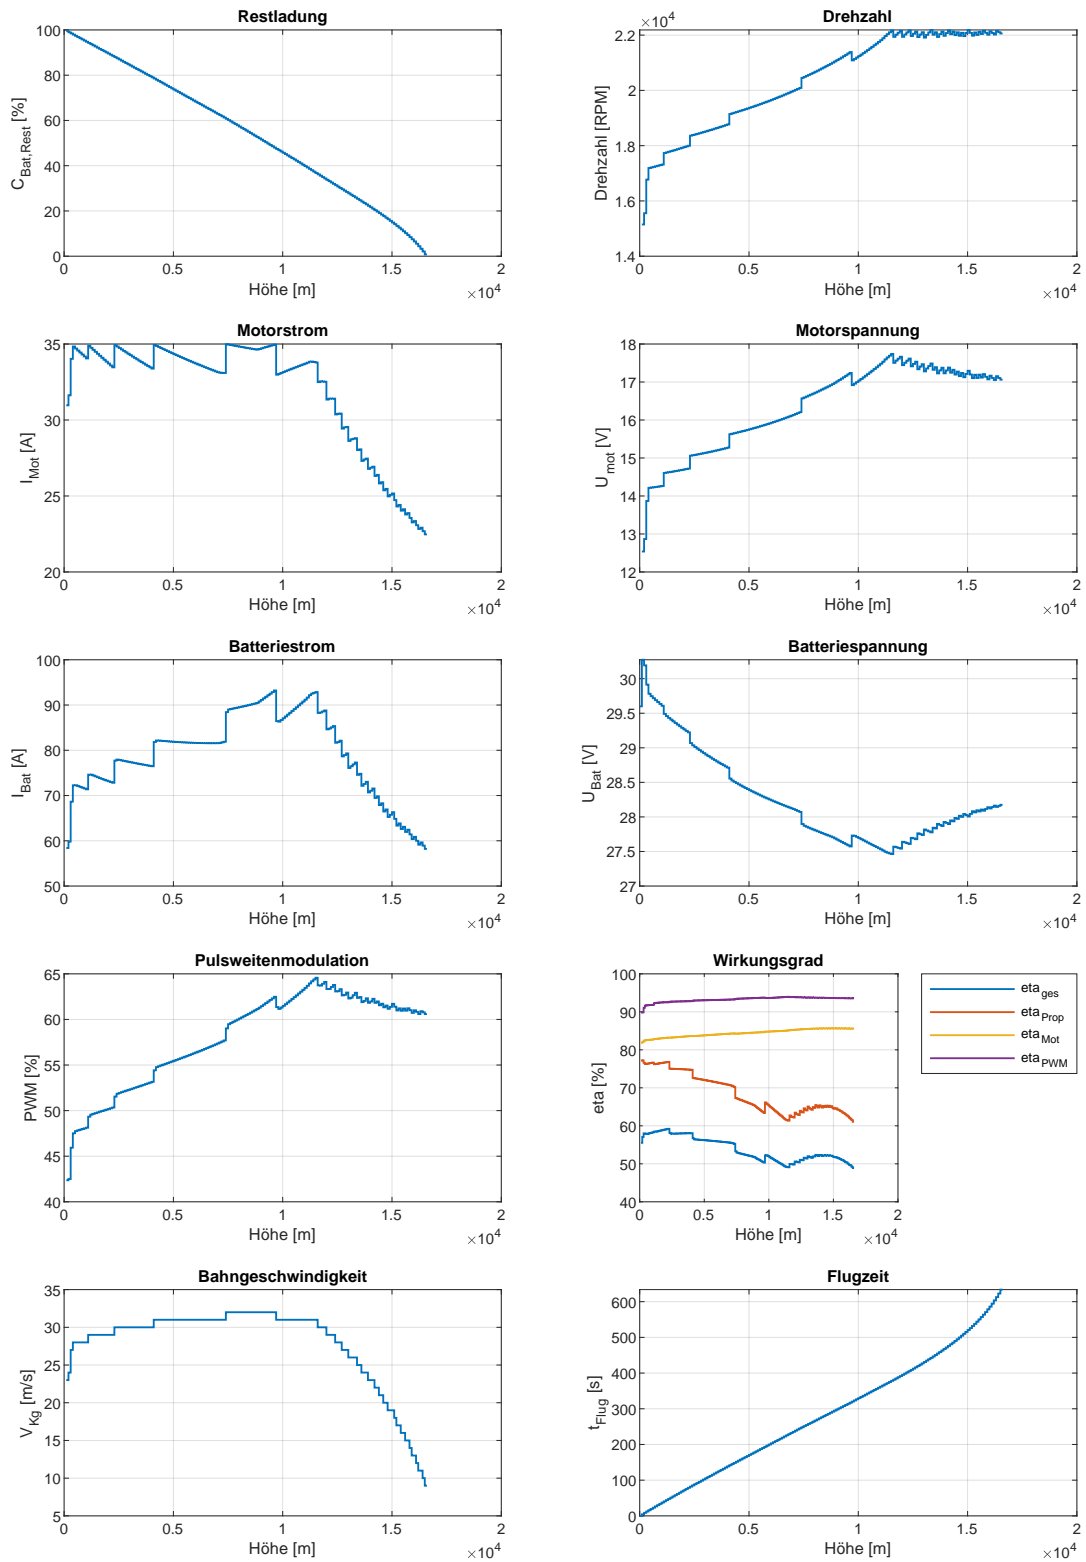 Restladung
C_Bat,Rest [%]
100
80
60
40
20
0
0 0.5 1 1.5 2
×10^4
Höhe [m]
Drehzahl
×10^4
Drehzahl [RPM]
2.2
2
1.8
1.6
1.4
0 0.5 1 1.5 2
×10^4
Höhe [m]
Motorstrom
I_Mot [A]
35
30
25
20
0 0.5 1 1.5 2
×10^4
Höhe [m]
Motorspannung
U_mot [V]
18
17
16
15
14
13
12
0 0.5 1 1.5 2
×10^4
Höhe [m]
Batteriestrom
I_Bat [A]
100
90
80
70
60
50
0 0.5 1 1.5 2
×10^4
Höhe [m]
Batteriespannung
U_Bat [V]
30
29.5
29
28.5
28
27.5
27
0 0.5 1 1.5 2
×10^4
Höhe [m]
Pulsweitenmodulation
PWM [%]
65
60
55
50
45
40
0 0.5 1 1.5 2
×10^4
Höhe [m]
Wirkungsgrad
eta [%]
100
90
80
70
60
50
40
0 0.5 1 1.5 2
×10^4
Höhe [m]
eta_ges
eta_Prop
eta_Mot
eta_PWM
Bahngeschwindigkeit
V_Kg [m/s]
35
30
25
20
15
10
5
0 0.5 1 1.5 2
×10^4
Höhe [m]
Flugzeit
t_Flug [s]
600
500
400
300
200
100
0
0 0.5 1 1.5 2
×10^4
Höhe [m]